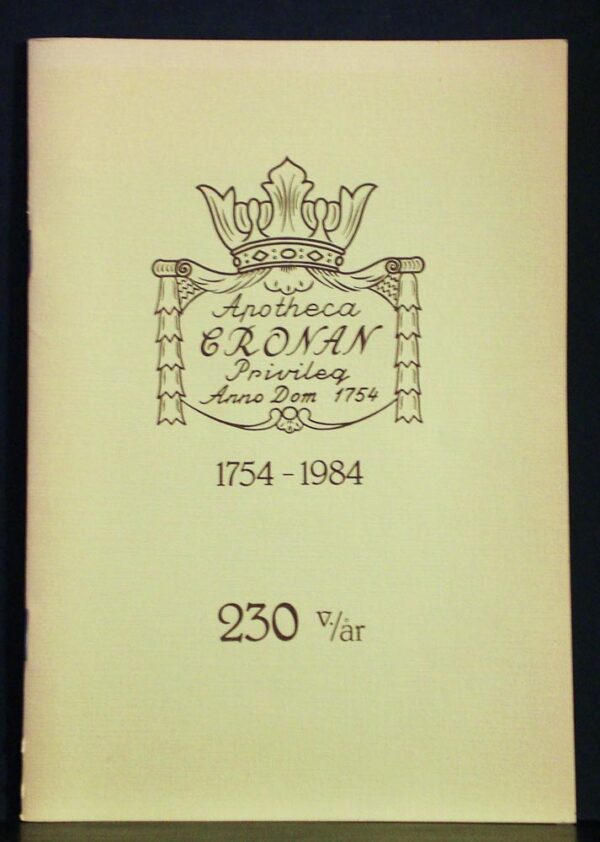 Apotheca
CRONAN
Privileg
Anno Dom 1754
1754 - 1984
230 v./år